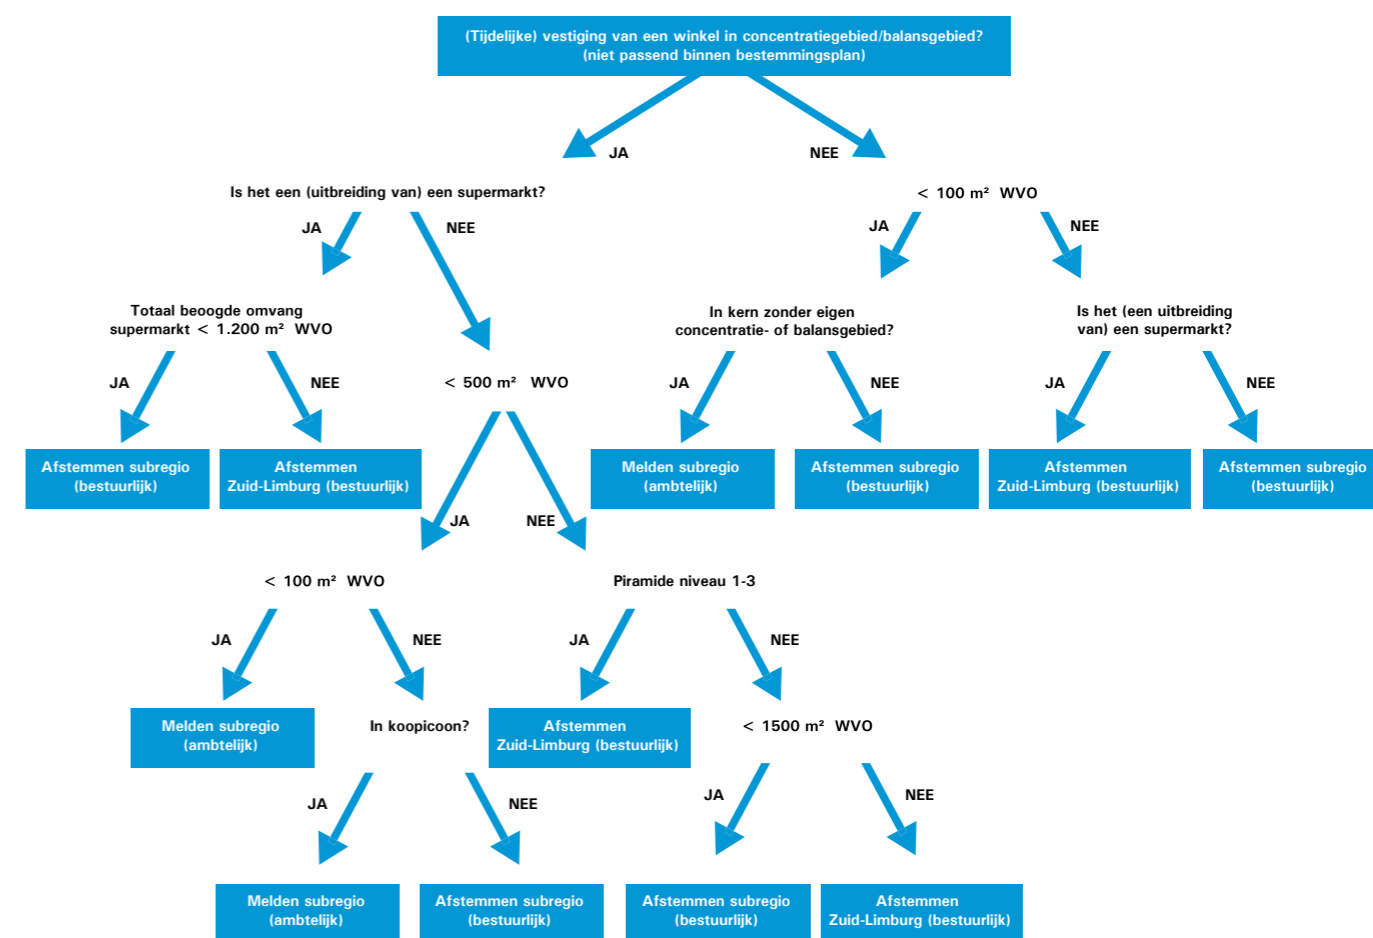 (Tijdelijke) vestiging van een winkel in concentratiegebied/balansgebied?
(niet passend binnen bestemmingsplan)
JA
NEE
Is het een (uitbreiding van) een supermarkt?
< 100 m² WVO
JA
NEE
JA
NEE
Totaal beoogde omvang
supermarkt < 1.200 m² WVO
In kern zonder eigen
concentratie- of balansgebied?
Is het (een uitbreiding
van) een supermarkt?
JA
NEE
< 500 m² WVO
JA
NEE
JA
NEE
Afstemmen subregio
(bestuurlijk)
Afstemmen
Zuid-Limburg (bestuurlijk)
Melden subregio
(ambtelijk)
Afstemmen subregio
(bestuurlijk)
Afstemmen
Zuid-Limburg (bestuurlijk)
Afstemmen subregio
(bestuurlijk)
JA
NEE
< 100 m² WVO
Piramide niveau 1-3
JA
NEE
JA
NEE
Melden subregio
(ambtelijk)
In koopicoon?
Afstemmen
Zuid-Limburg (bestuurlijk)
< 1500 m² WVO
JA
NEE
JA
NEE
Melden subregio
(ambtelijk)
Afstemmen subregio
(bestuurlijk)
Afstemmen subregio
(bestuurlijk)
Afstemmen
Zuid-Limburg (bestuurlijk)